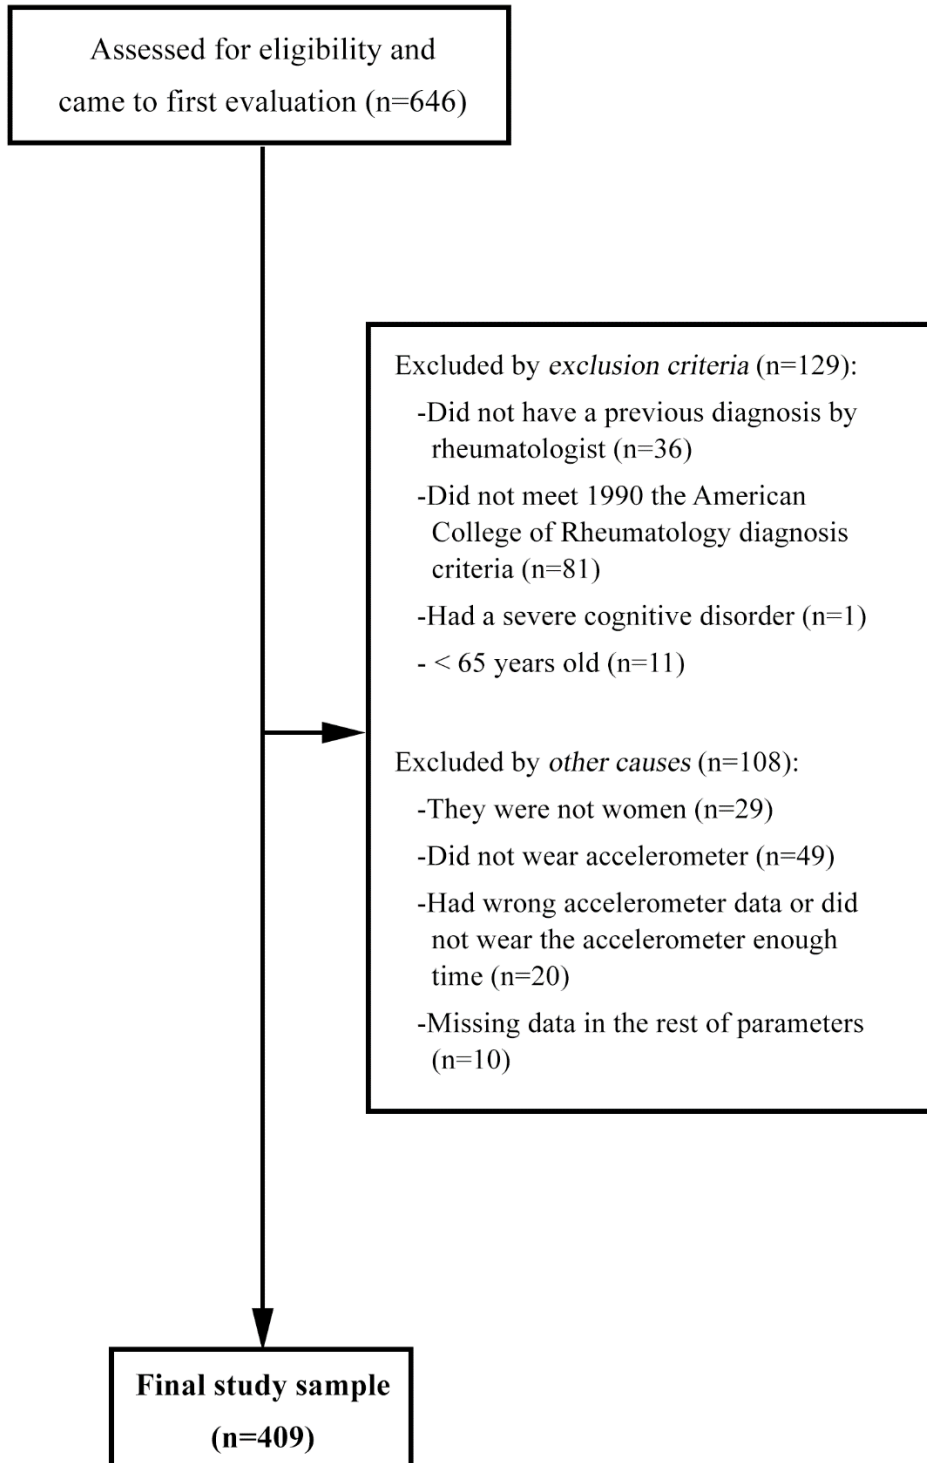 Assessed for eligibility and
came to first evaluation (n=646)
Excluded by exclusion criteria (n=129):
-Did not have a previous diagnosis by
rheumatologist (n=36)
-Did not meet 1990 the American
College of Rheumatology diagnosis
criteria (n=81)
-Had a severe cognitive disorder (n=1)
- < 65 years old (n=11)
Excluded by other causes (n=108):
-They were not women (n=29)
-Did not wear accelerometer (n=49)
-Had wrong accelerometer data or did
not wear the accelerometer enough
time (n=20)
-Missing data in the rest of parameters
(n=10)
Final study sample
(n=409)